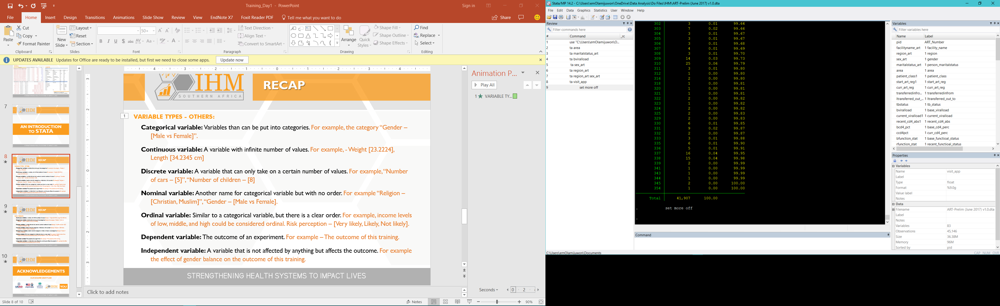 Training_Day1 - PowerPoint
Sign in
File Home Insert Design Transitions Animations Slide Show Review View EndNote X7 Foxit Reader PDF Tell me what you want to do
Share
Paste
Cut
Copy
Format Painter
Clipboard
New Slide
Layout
Reset
Section
Slides
50+
Font
Text Direction
Align Text
Convert to SmartArt
Paragraph
Arrange
Quick Styles
Shape Fill
Shape Outline
Shape Effects
Drawing
Find
Replace
Select
Editing
UPDATES AVAILABLE Updates for Office are ready to be installed, but first we need to close some apps. Update now
7
IHM
AN INTRODUCTION
TO STATA
8
IHM RECAP
9
IHM RECAP
10
IHM
ACKNOWLEDGEMENTS
OUR SINCERE GRATITUDE
USAID PEPFAR IHM YOU
IHM
SOUTHERN AFRICA
RECAP
1
VARIABLE TYPES - OTHERS:
Categorical variable: Variables than can be put into categories. For example, the category “Gender –
[Male vs Female]”.
Continuous variable: A variable with infinite number of values. For example, - Weight [23.2224],
Length [34.2345 cm]
Discrete variable: A variable that can only take on a certain number of values. For example, “Number
of cars – [5]”, “Number of children – [8]
Nominal variable: Another name for categorical variable but with no order. For example “Religion –
[Christian, Muslim]”, “Gender – [Male vs Female].
Ordinal variable: Similar to a categorical variable, but there is a clear order. For example, income levels
of low, middle, and high could be considered ordinal. Risk perception – [Very likely, Likely, Not likely].
Dependent variable: The outcome of an experiment. For example – The outcome of this training.
Independent variable: A variable that is not affected by anything but affects the outcome. For example
the effect of gender balance on the outcome of this training.
STRENGTHENING HEALTH SYSTEMS TO IMPACT LIVES
Click to add notes
Animation P...
Play All
1 VARIABLE TY...
Seconds 0 2
Slide 8 of 10
Notes
90%
Stata/MP 14.2 - C:\Users\emOlamijuwon\OneDrive\Data Analysis\Do Files\IHM\ART-Prelim (June 2017) v1.0.dta
File Edit Data Graphics Statistics User Window Help
Review
Filter commands here
# Command _rc
1 use "C:\Users\emOlamijuwon\O...
2 ta area
3 ta maritalstatus_art
4 ta bviralload
5 ta sex_art
6 ta region_art
7 ta region_art sex_art
8 ta visit_app
9 set more off
302 3 0.01 99.64
303 7 0.02 99.66
304 3 0.01 99.67
305 3 0.01 99.67
306 3 0.01 99.68
307 4 0.01 99.69
308 3 0.01 99.70
309 14 0.03 99.73
310 25 0.06 99.79
311 3 0.01 99.80
312 1 0.00 99.80
316 2 0.00 99.80
318 1 0.00 99.81
320 1 0.00 99.81
321 1 0.00 99.81
322 2 0.00 99.82
323 1 0.00 99.82
324 2 0.00 99.82
325 2 0.00 99.83
329 2 0.00 99.83
330 6 0.01 99.85
331 9 0.02 99.87
332 2 0.00 99.87
333 3 0.01 99.88
335 6 0.01 99.90
336 5 0.01 99.91
337 16 0.04 99.95
338 15 0.04 99.98
339 2 0.00 99.99
341 1 0.00 99.99
343 1 0.00 99.99
344 1 0.00 99.99
345 2 0.00 100.00
354 1 0.00 100.00
Total 41,907 100.00
. set more off
.
Command
C:\Users\emOlamijuwon\Documents
Variables
Filter variables here
Name Label
pid ART_Number
facilityname_art 1 facility_name
region_art 1 region
sex_art 1 gender
maritalstatus_art 1 person_maritalstatus
area 1 area
patient_class1 1 patient_class
start_art_reg1 1 start_art_reg
curr_art_reg 1 curr_art_reg
transferredinfro... 1 transferredinfrom
ltransferred_out_... 1 ltransferred_out_to
tbstatus 1 tb_status
bviralload 1 base_viralload
current_viralload1 1 current_viralload
recent_cd4_abs1 1 recent_cd4_abs
bcd4_pct 1 base_cd4_perc
ccd4pct 1 curr_cd4_perc
bfunction_stat 1 base_functioal_status
rfunction_stat 1 recent_functioal_status
Properties
Variables
Name visit_app
Label
Type float
Format %9.0g
Value label
Notes
Data
Filename ART-Prelim (June 2017) v1.0.dta
Label
Notes
Variables 83
Observations 45,146
Size 36.38M
Memory 96M
Sorted by pid
CAP NUM OVR